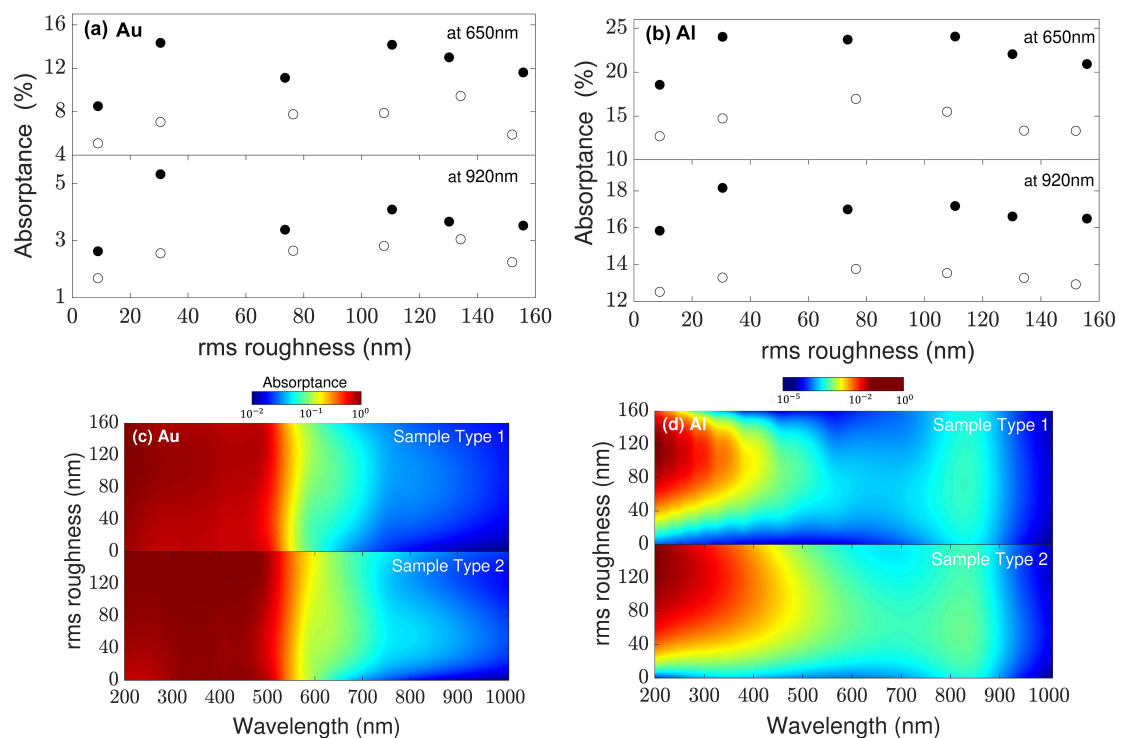 (a) Au
at 650nm
16
12
8
4
at 920nm
5
3
1
Absorptance (%)
0 20 40 60 80 100 120 140 160
rms roughness (nm)
(b) Al
at 650nm
25
20
15
10
at 920nm
18
16
14
12
Absorptance (%)
0 20 40 60 80 100 120 140 160
rms roughness (nm)
Absorptance
10⁻² 10⁻¹ 10⁰
(c) Au
Sample Type 1
160
120
80
40
0
Sample Type 2
120
80
40
0
rms roughness (nm)
200 300 400 500 600 700 800 900 1000
Wavelength (nm)
10⁻⁵ 10⁻² 10⁰
(d) Al
Sample Type 1
160
120
80
40
0
Sample Type 2
120
80
40
0
rms roughness (nm)
200 300 400 500 600 700 800 900 1000
Wavelength (nm)